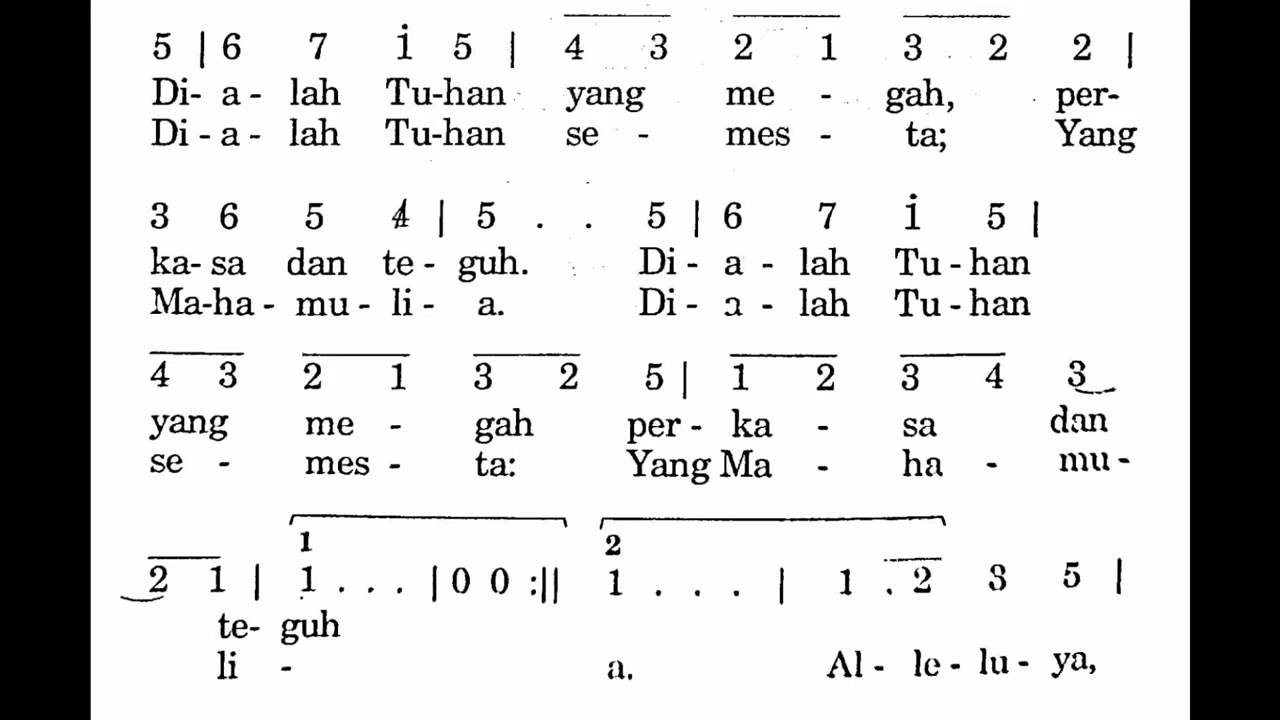 5 | 6 7 i 5 | 4 3 2 1 3 2 2 |
Di- a - lah Tu-han yang me - gah, per-
Di - a - lah Tu-han se - mes - ta; Yang
3 6 5 4 | 5 . . 5 | 6 7 i 5 |
ka- sa dan te - guh. Di - a - lah Tu - han
Ma-ha - mu - li - a. Di - a - lah Tu - han
4 3 2 1 3 2 5 | 1 2 3 4 3
yang me - gah per - ka - sa dan
se - mes - ta: Yang Ma - ha - mu -
1 2
2 1 | 1 . . . | 0 0 :|| 1 . . . | 1 . 2 3 5 |
te- guh
li - a. Al - le - lu - ya,